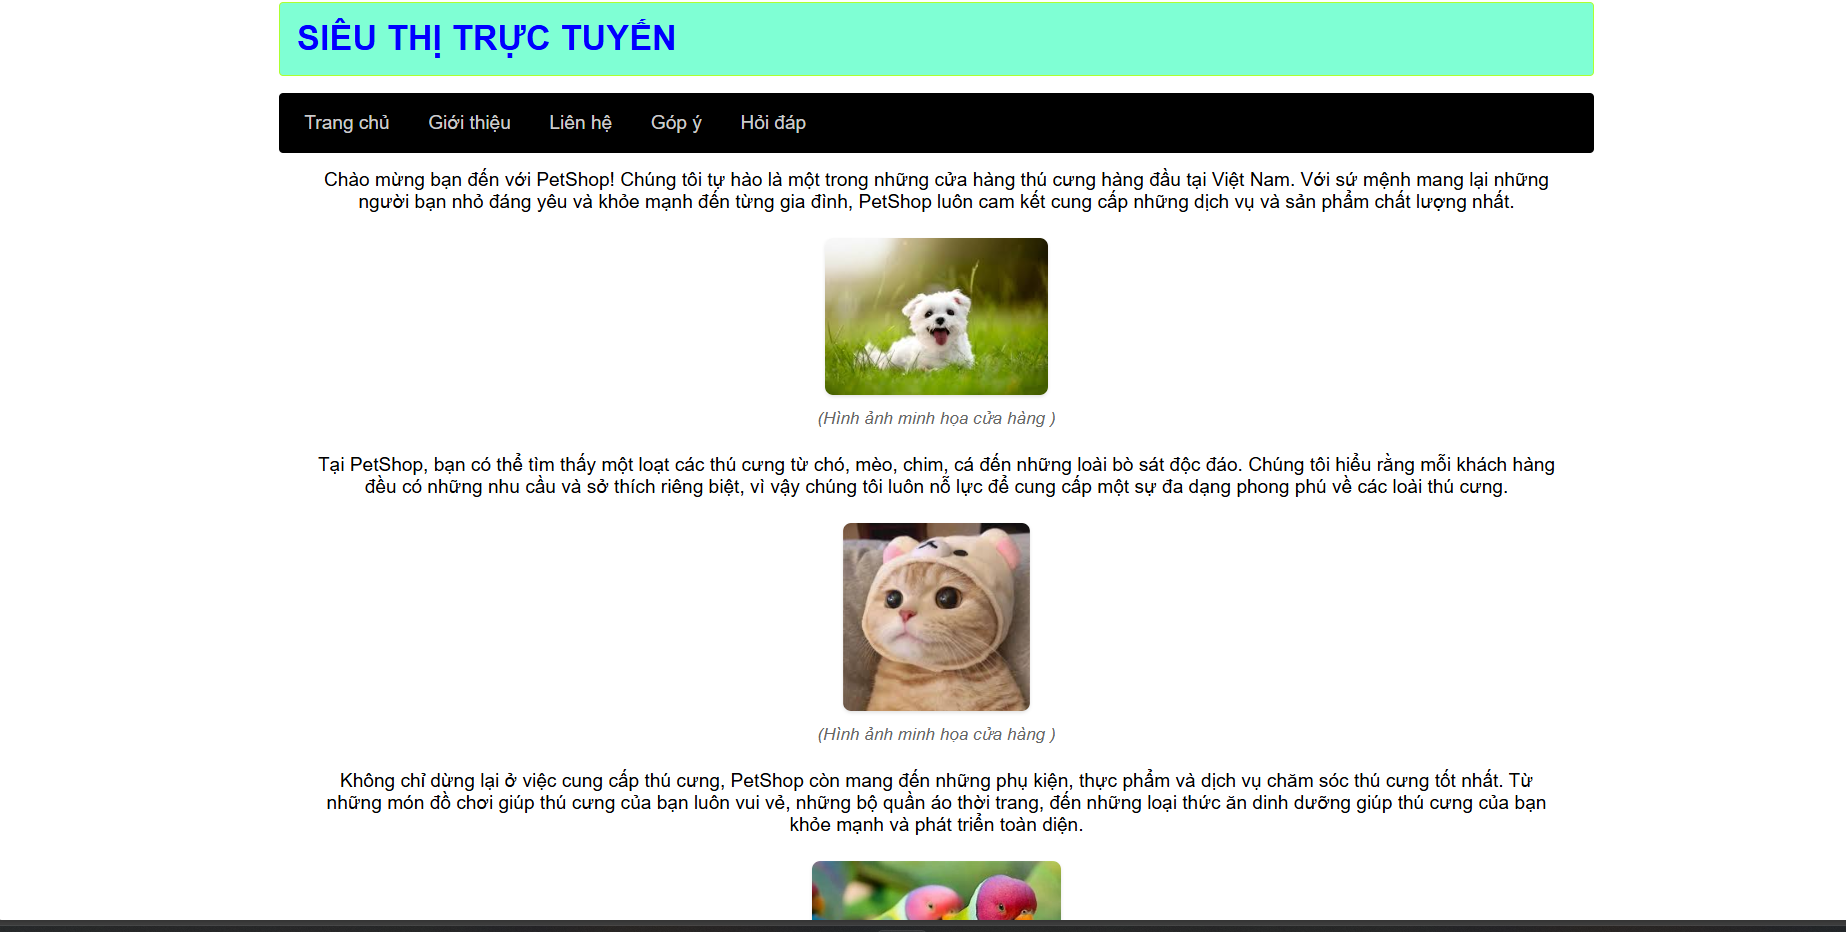 SIÊU THỊ TRỰC TUYẾN
Trang chủ Giới thiệu Liên hệ Góp ý Hỏi đáp
Chào mừng bạn đến với PetShop! Chúng tôi tự hào là một trong những cửa hàng thú cưng hàng đầu tại Việt Nam. Với sứ mệnh mang lại những
người bạn nhỏ đáng yêu và khỏe mạnh đến từng gia đình, PetShop luôn cam kết cung cấp những dịch vụ và sản phẩm chất lượng nhất.
(Hình ảnh minh họa cửa hàng )
Tại PetShop, bạn có thể tìm thấy một loạt các thú cưng từ chó, mèo, chim, cá đến những loài bò sát độc đáo. Chúng tôi hiểu rằng mỗi khách hàng
đều có những nhu cầu và sở thích riêng biệt, vì vậy chúng tôi luôn nỗ lực để cung cấp một sự đa dạng phong phú về các loài thú cưng.
(Hình ảnh minh họa cửa hàng )
Không chỉ dừng lại ở việc cung cấp thú cưng, PetShop còn mang đến những phụ kiện, thực phẩm và dịch vụ chăm sóc thú cưng tốt nhất. Từ
những món đồ chơi giúp thú cưng của bạn luôn vui vẻ, những bộ quần áo thời trang, đến những loại thức ăn dinh dưỡng giúp thú cưng của bạn
khỏe mạnh và phát triển toàn diện.